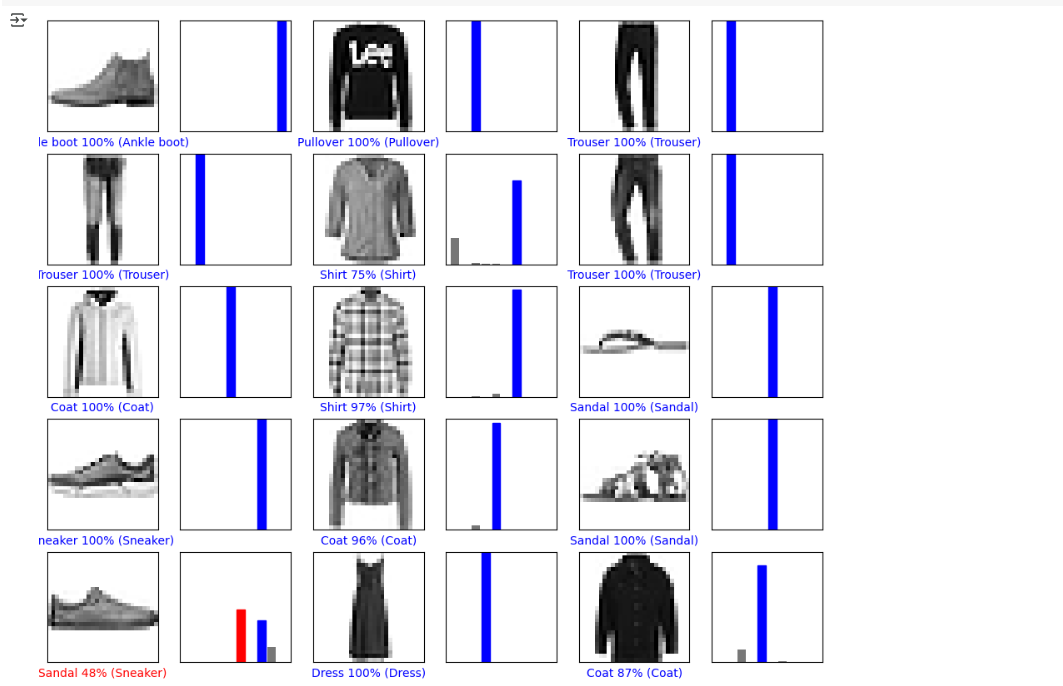 Lee
le boot 100% (Ankle boot)
Pullover 100% (Pullover)
Trouser 100% (Trouser)
Trouser 100% (Trouser)
Shirt 75% (Shirt)
Trouser 100% (Trouser)
Coat 100% (Coat)
Shirt 97% (Shirt)
Sandal 100% (Sandal)
neaker 100% (Sneaker)
Coat 96% (Coat)
Sandal 100% (Sandal)
Sandal 48% (Sneaker)
Dress 100% (Dress)
Coat 87% (Coat)